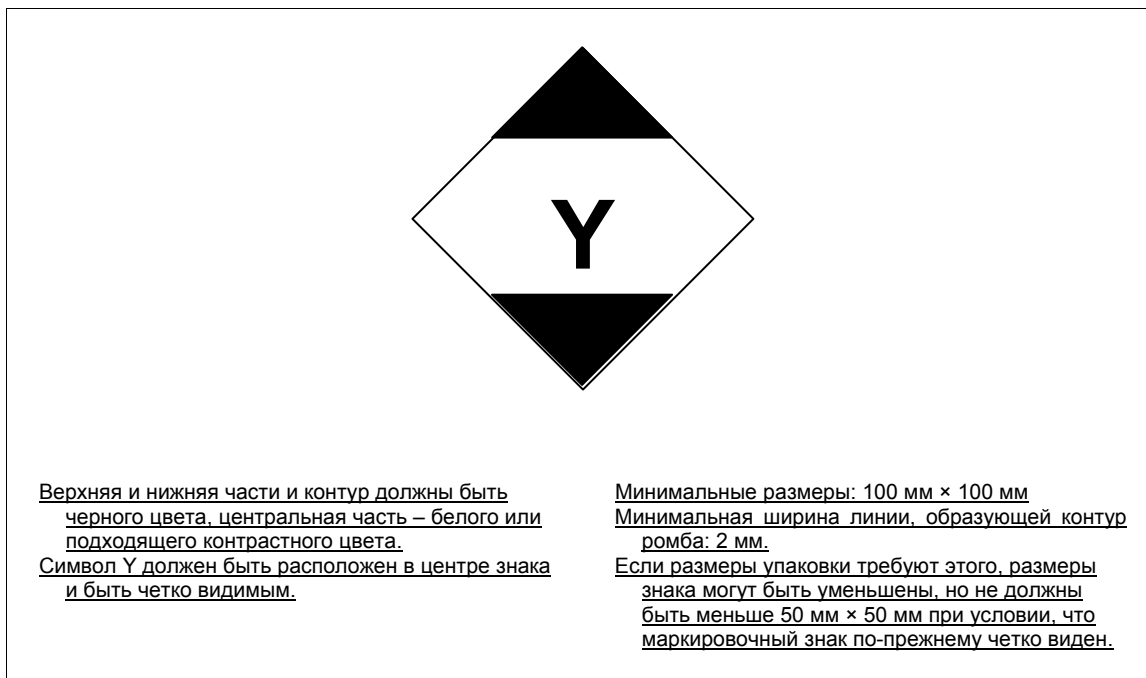 Y
Верхняя и нижняя части и контур должны быть
черного цвета, центральная часть – белого или
подходящего контрастного цвета.
Символ Y должен быть расположен в центре знака
и быть четко видимым.
Минимальные размеры: 100 мм × 100 мм
Минимальная ширина линии, образующей контур
ромба: 2 мм.
Если размеры упаковки требуют этого, размеры
знака могут быть уменьшены, но не должны
быть меньше 50 мм × 50 мм при условии, что
маркировочный знак по-прежнему четко виден.